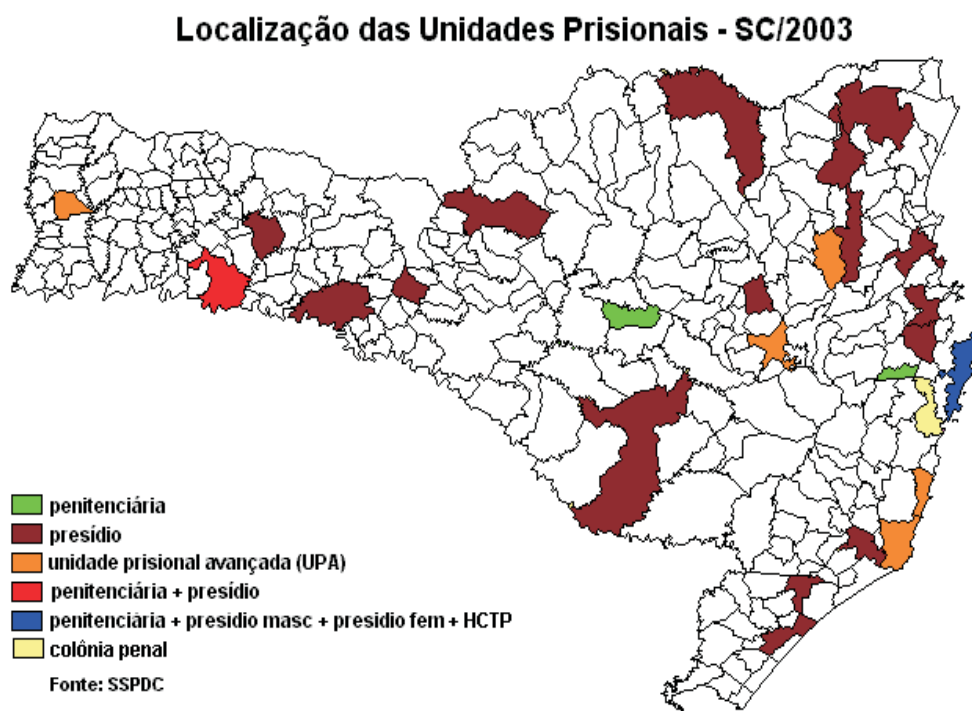 Localização das Unidades Prisionais - SC/2003
penitenciária
presídio
unidade prisional avançada (UPA)
penitenciária + presídio
penitenciária + presídio masc + presidio fem + HCTP
colônia penal
Fonte: SSPDC